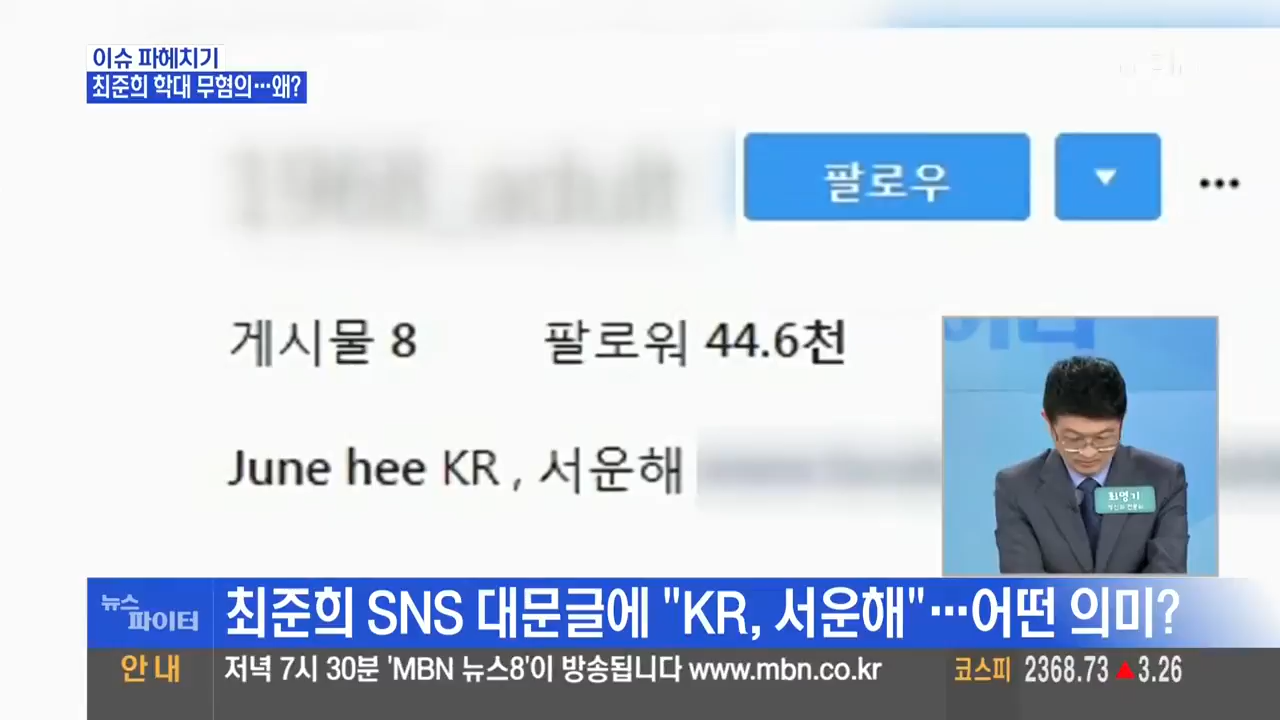 이슈 파헤치기
최준희 학대 무혐의…왜?
팔로우
게시물 8 팔로워 44.6천
June hee KR , 서운해
최영기
뉴스파이터
최준희 SNS 대문글에 "KR, 서운해"…어떤 의미?
안내 저녁 7시 30분 'MBN 뉴스8'이 방송됩니다 www.mbn.co.kr 코스피 2368.73 ▲3.26